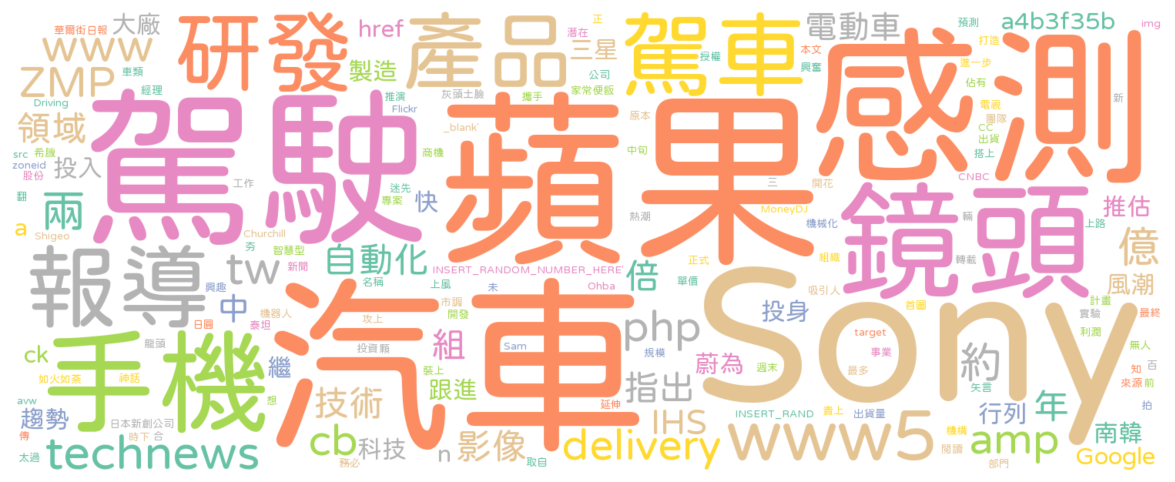 華爾街日報
大廠
href
研發
產品
駕車
電動車
a4b3f35b
img
www
三星
正
潛在
預測
打造
ZMP
製造
授權
本文
興奮
進一步
車類
經理
公司
感測
Driving
推演
灰頭土臉
攜手
家常便飯
佔有
新
Flickr
電視
團隊
領域
駕駛
蘋果
_blank'
原本
CC
出貨
src
希臘
商機
中旬
搭上
zoneid
投入
股份
工作
迷先
三
開花
CNBC
翻
兩
專案
快
鏡頭
推估
a
熱潮
MoneyDJ
機械化
輛
上路
Shigeo
Churchill
夯
智慧型
億
報導
tw
自動化
新聞
INSERT_RANDOM_NUMBER_HERE'
倍
正式
組織
轉載
風潮
興趣
名稱
上風
未
Ohba
單價
吸引人
中
汽車
Sony
市調
開發
投身
首圖
計畫
實驗
最終
日圓
泰坦
機器人
攻上
php
利潤
手機
龍頭
組
Sam
規模
target
事業
無人
ck
繼
投資額
裝上
蔚為
週末
約
知
百
來源
前
如火如荼
神話
跟進
指出
最多
矢言
avw
想
技術
延伸
趨勢
日本新創公司
IHS
INSERT_RAND
直上
出貨量
行列
年
拍
傳
時下
合
cb
科技
n
影像
delivery
www5
機構
閱讀
amp
南韓
太過
technews
務必
取自
部門
Google